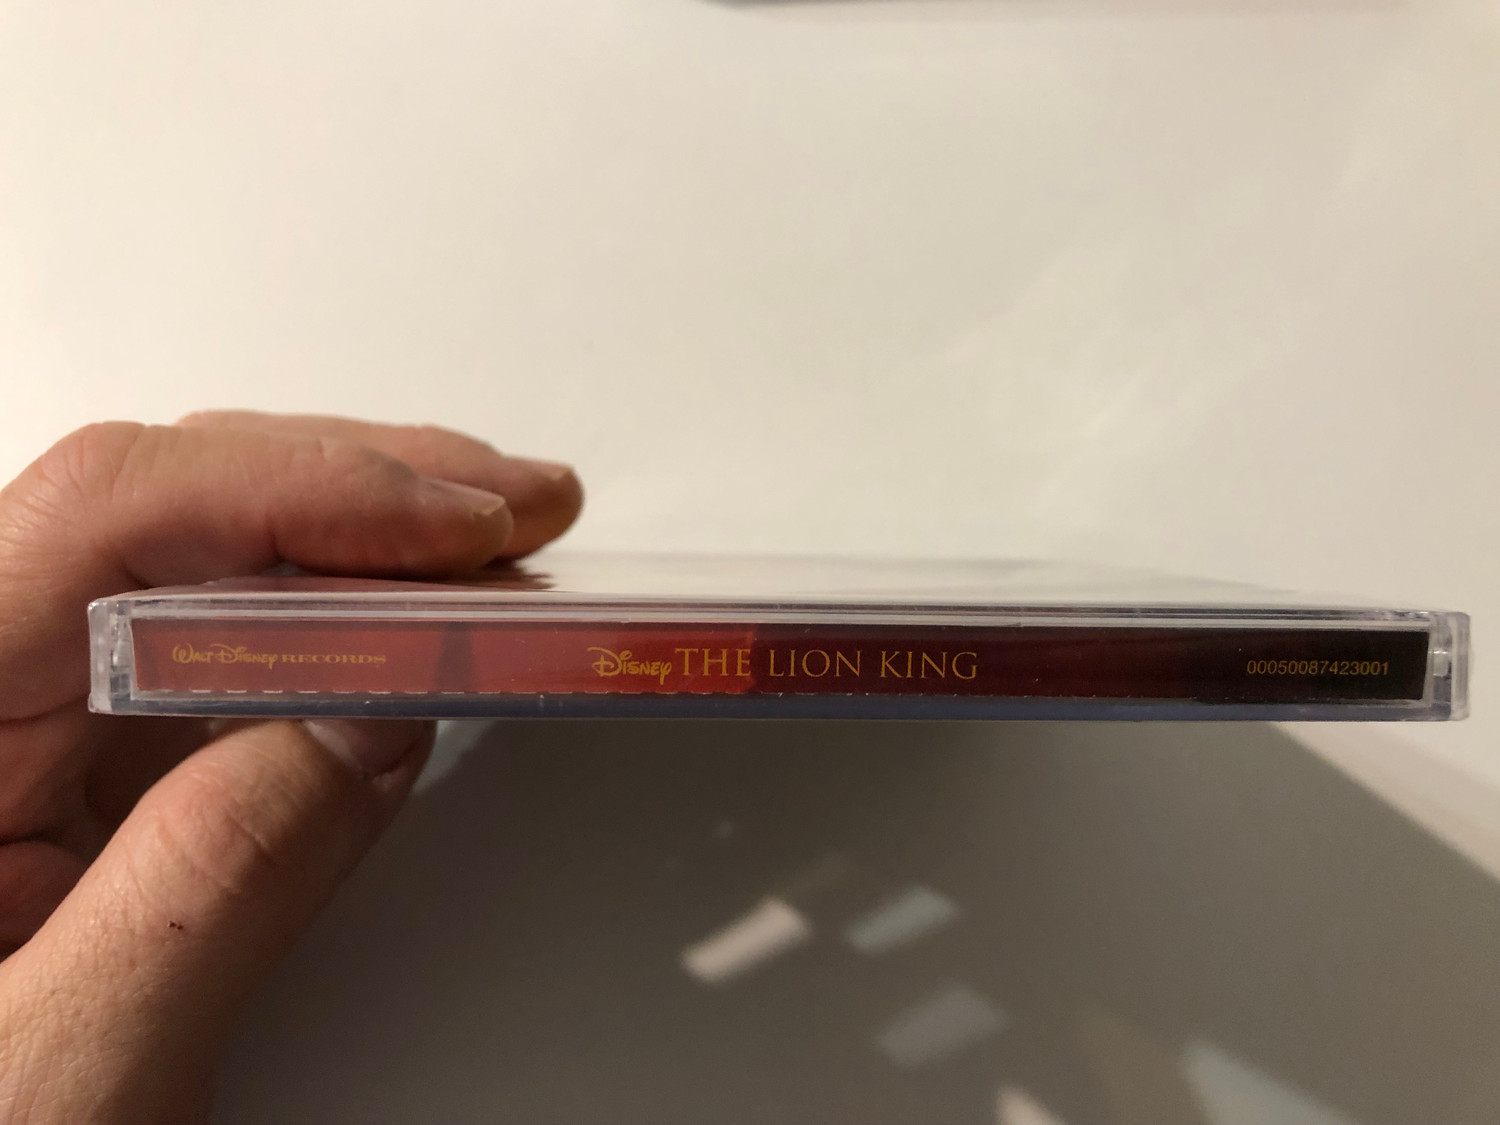 WALT DISNEY RECORDS DISNEY THE LION KING 00050087423001